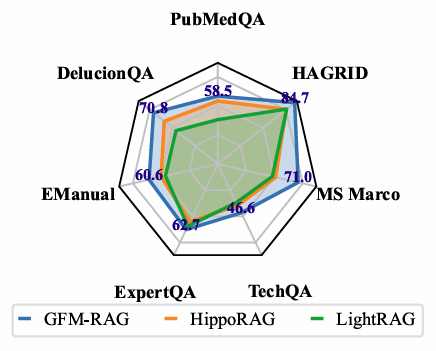 PubMedQA
DelucionQA
HAGRID
58.5
84.7
70.8
60.6
71.0
EManual
MS Marco
46.6
62.7
ExpertQA
TechQA
GFM-RAG
HippoRAG
LightRAG